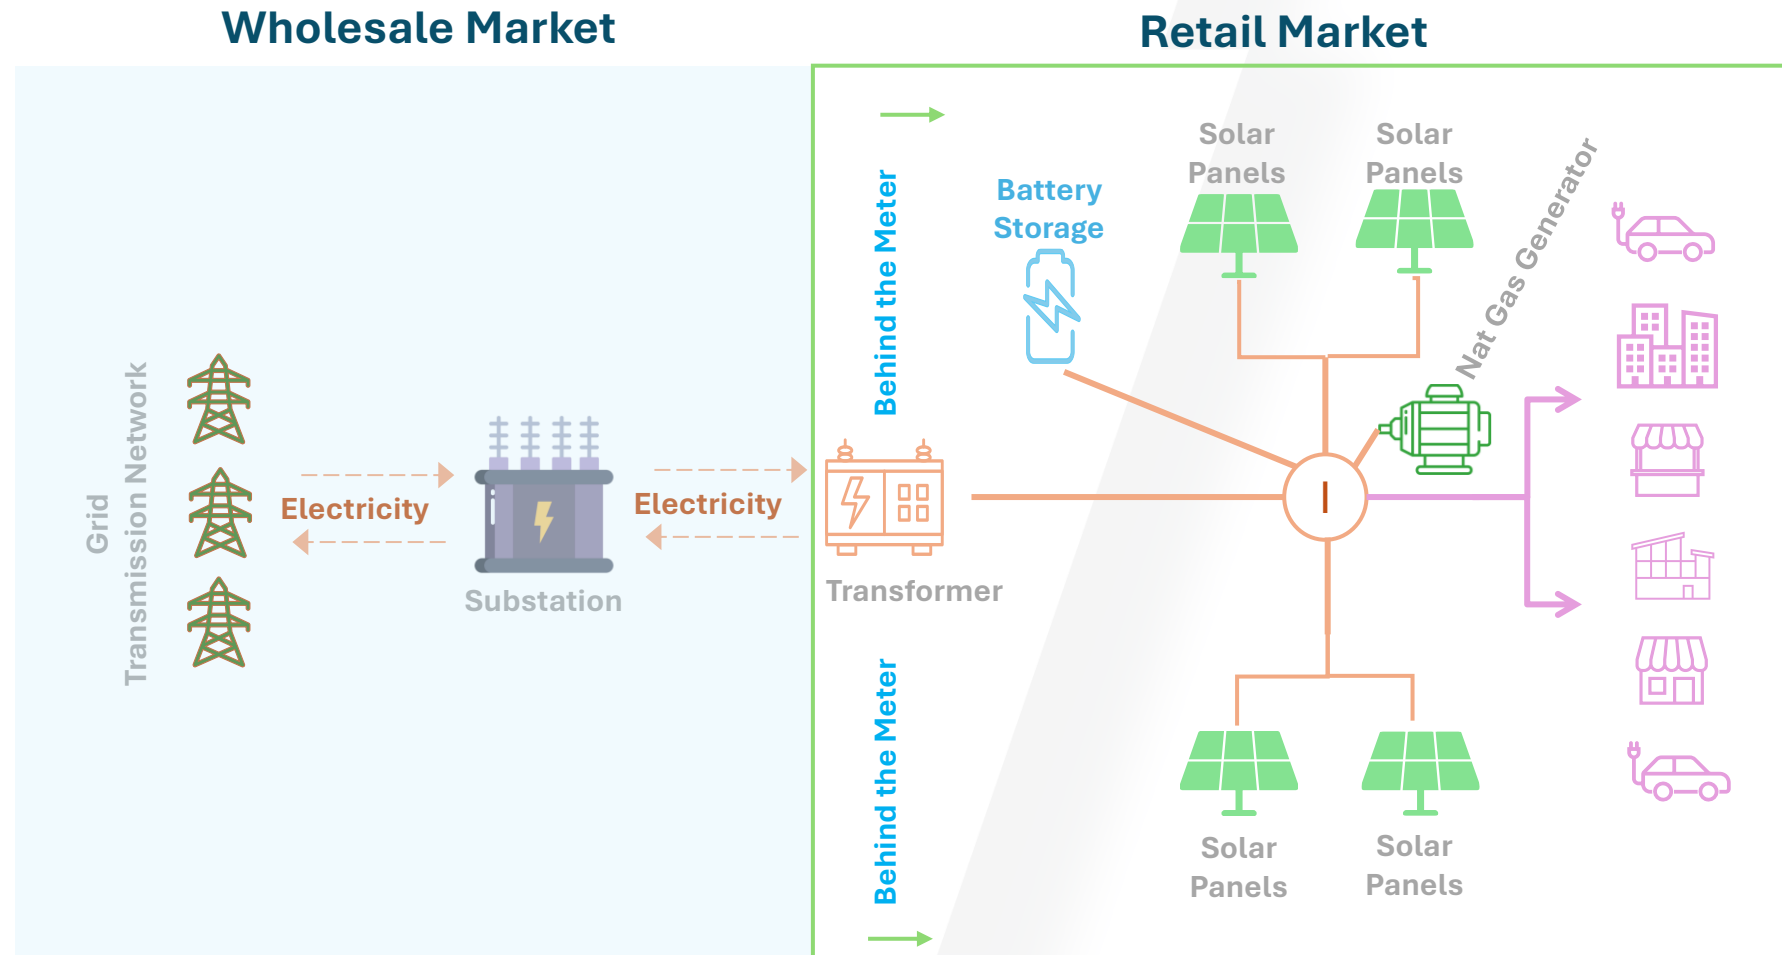 Wholesale Market
Retail Market
Grid
Transmission Network
Electricity
Substation
Electricity
Behind the Meter
Behind the Meter
Transformer
Battery
Storage
Solar
Panels
Solar
Panels
Nat Gas Generator
I
Solar
Panels
Solar
Panels